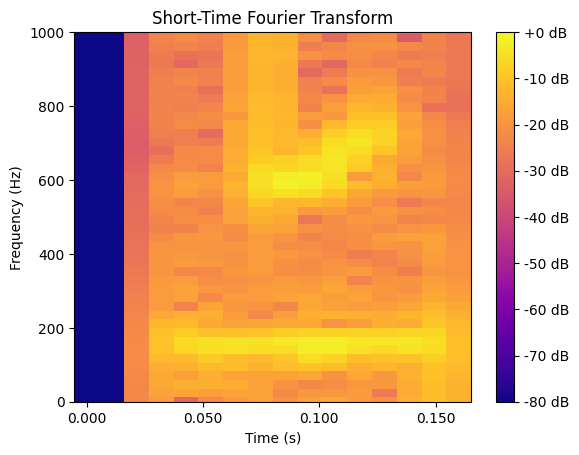 Short-Time Fourier Transform
1000
800
600
400
200
0
Frequency (Hz)
0.000
0.050
0.100
0.150
Time (s)
+0 dB
-10 dB
-20 dB
-30 dB
-40 dB
-50 dB
-60 dB
-70 dB
-80 dB